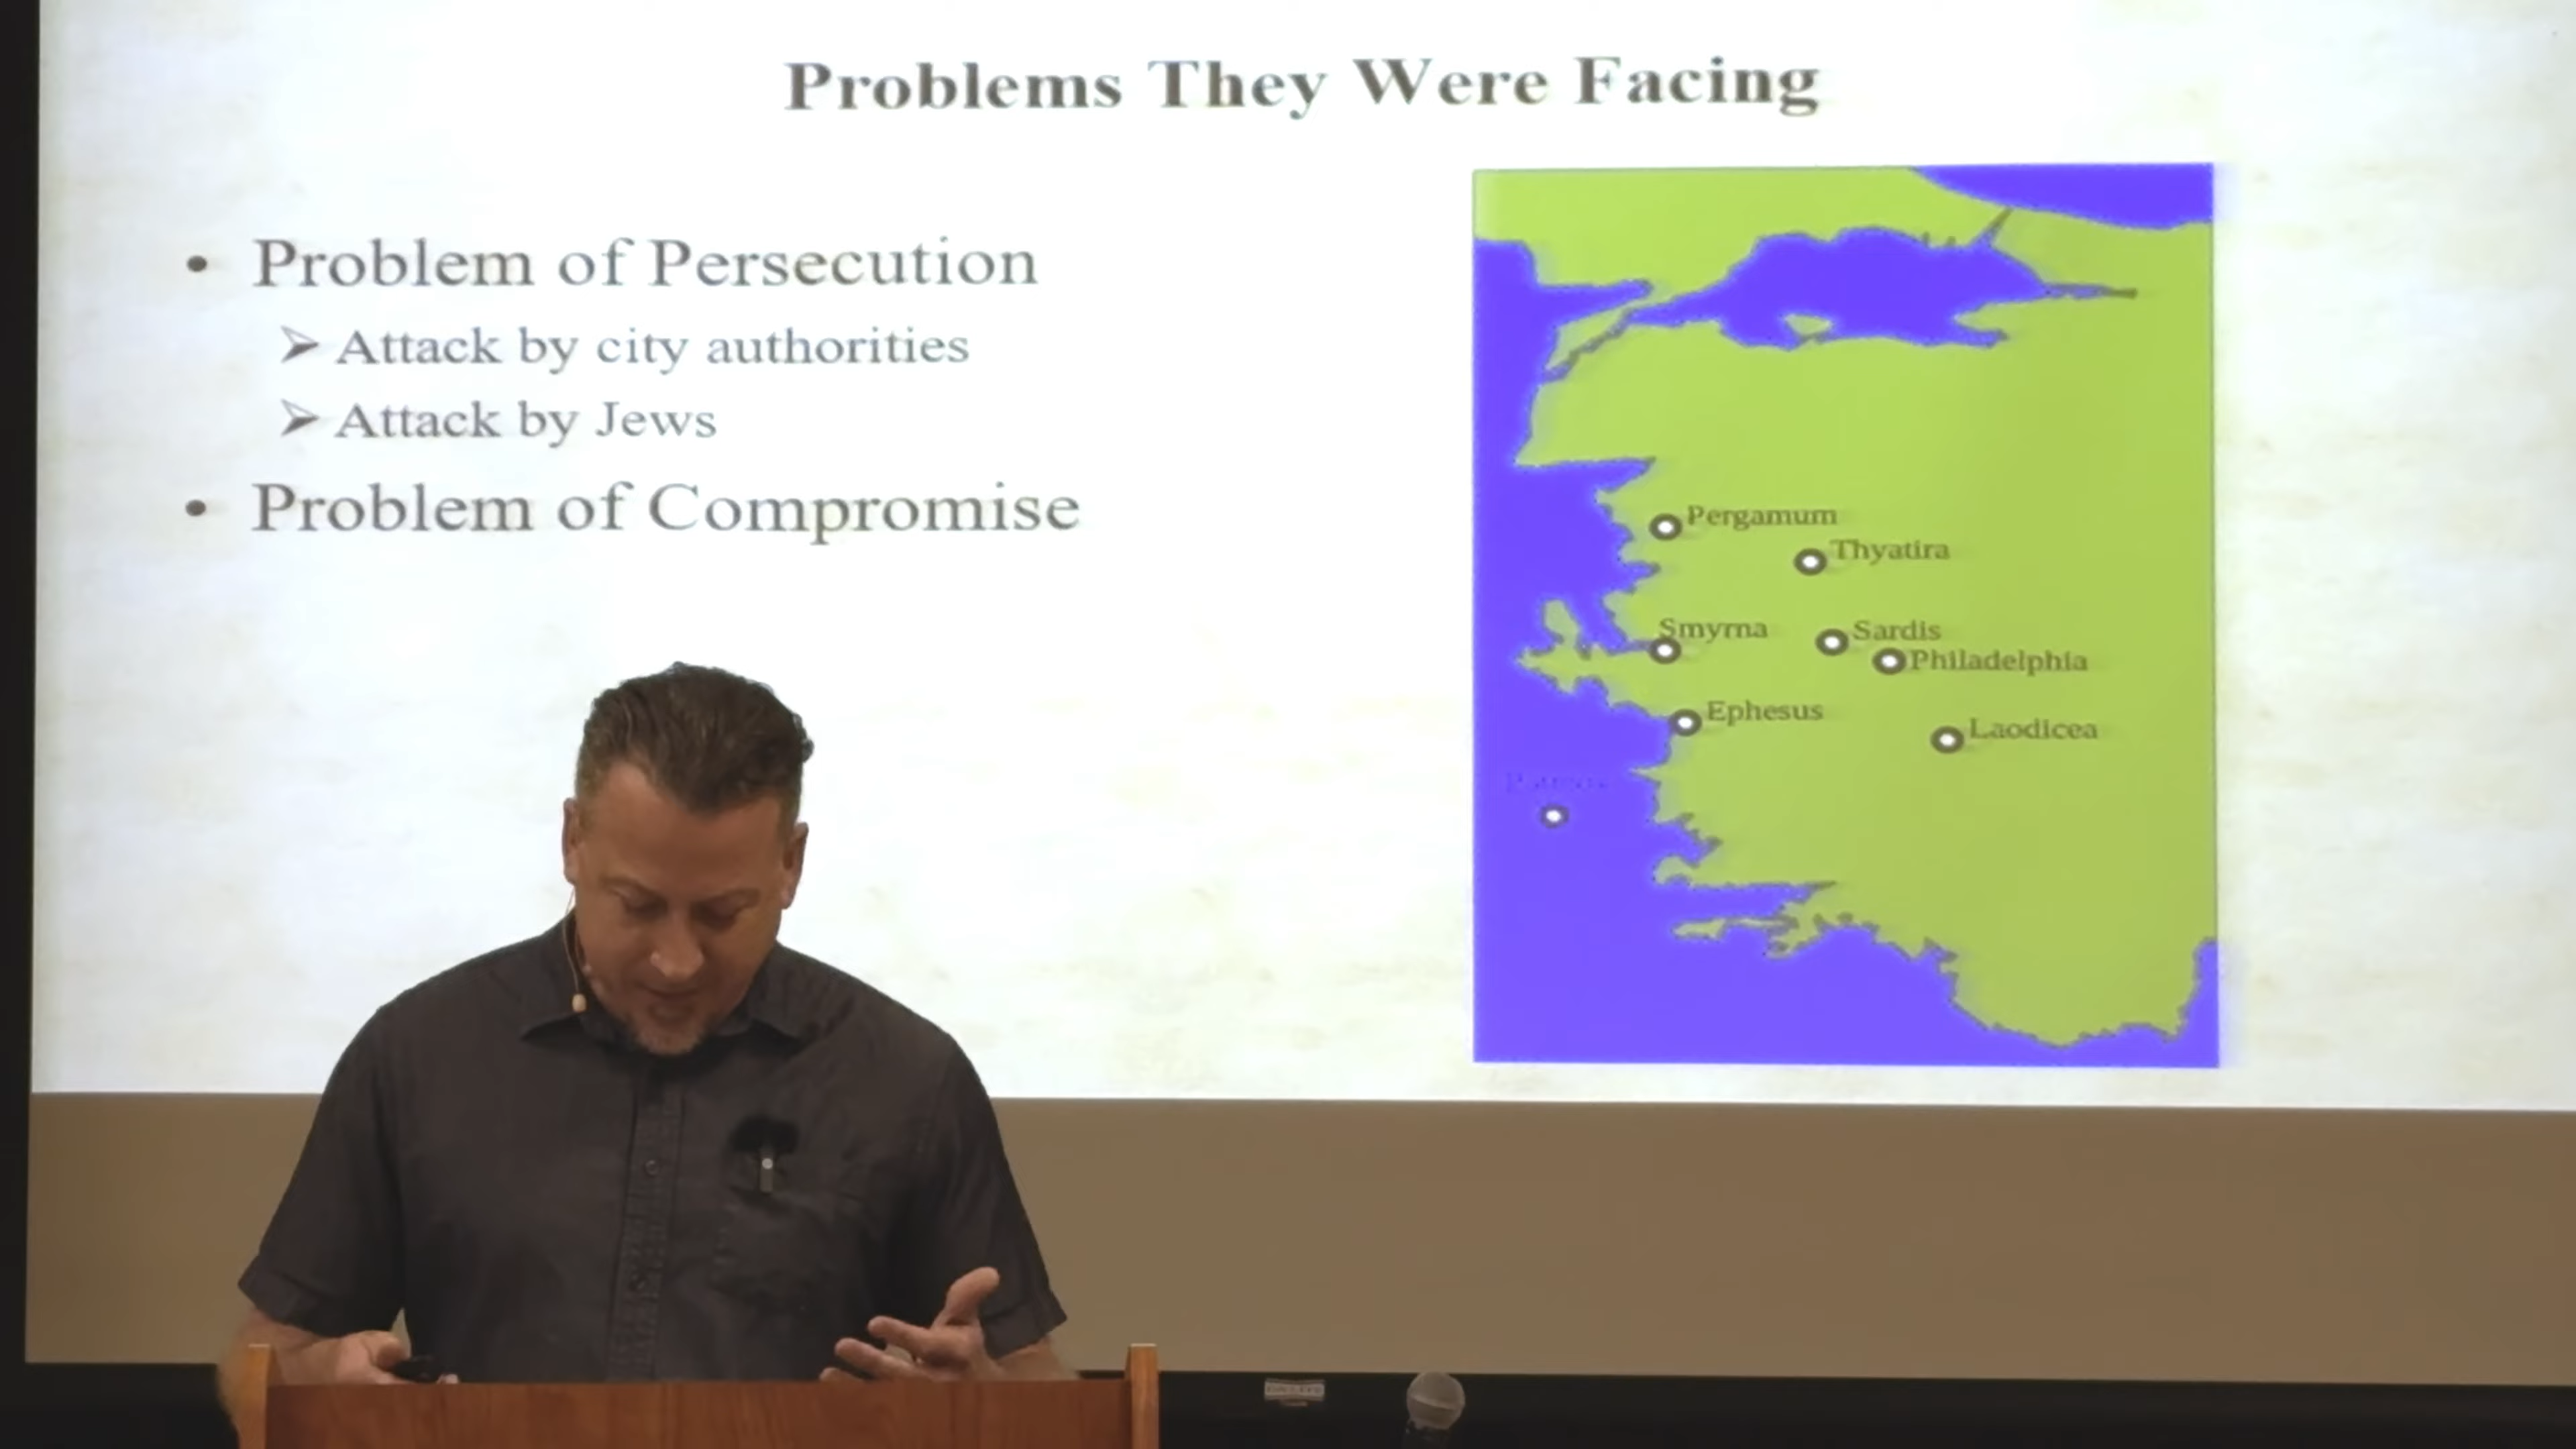 Problems They Were Facing
• Problem of Persecution
➢ Attack by city authorities
➢ Attack by Jews
• Problem of Compromise
Pergamum
Thyatira
Smyrna
Sardis
Philadelphia
Ephesus
Laodicea